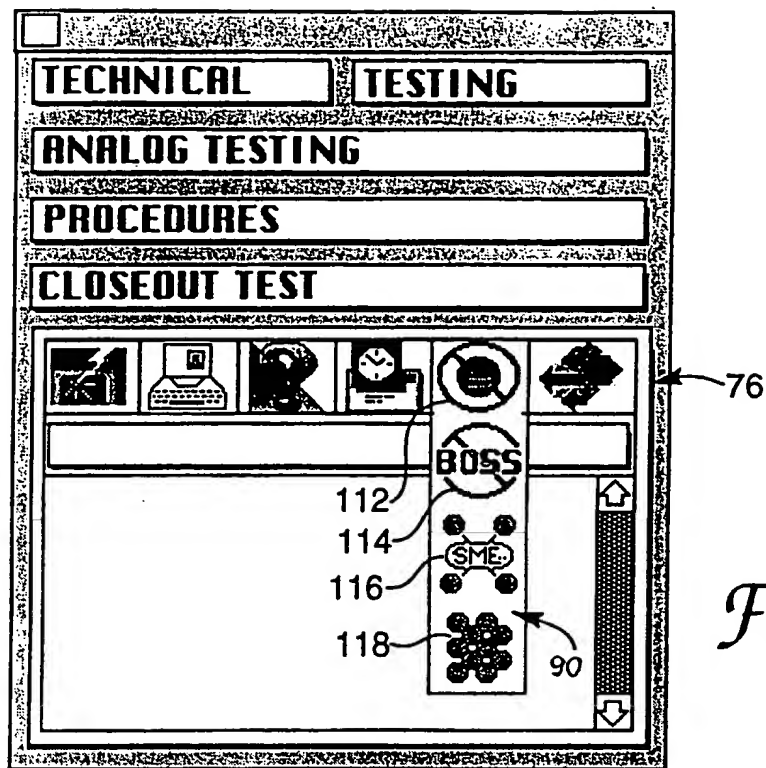 TECHNICAL TESTING
ANALOG TESTING
PROCEDURES
CLOSEOUT TEST
76
BOSS
112
114
SME..
116
118
90
F